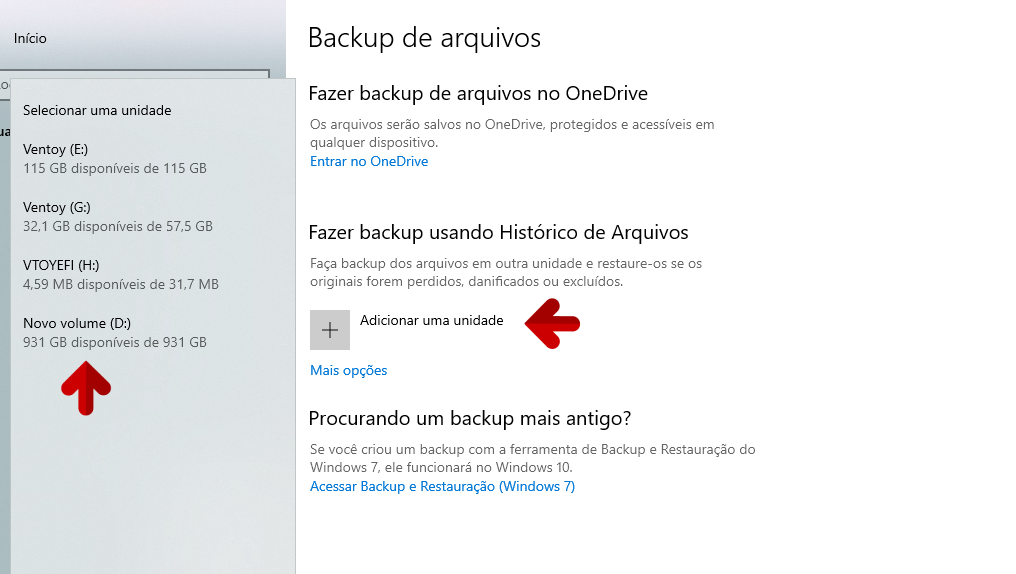 Início
Selecionar uma unidade
Ventoy (E:)
115 GB disponíveis de 115 GB
Ventoy (G:)
32,1 GB disponíveis de 57,5 GB
VTOYEFI (H:)
4,59 MB disponíveis de 31,7 MB
Novo volume (D:)
931 GB disponíveis de 931 GB
Backup de arquivos
Fazer backup de arquivos no OneDrive
Os arquivos serão salvos no OneDrive, protegidos e acessíveis em
qualquer dispositivo.
Entrar no OneDrive
Fazer backup usando Histórico de Arquivos
Faça backup dos arquivos em outra unidade e restaure-os se os
originais forem perdidos, danificados ou excluídos.
Adicionar uma unidade
Mais opções
Procurando um backup mais antigo?
Se você criou um backup com a ferramenta de Backup e Restauração do
Windows 7, ele funcionará no Windows 10.
Acessar Backup e Restauração (Windows 7)